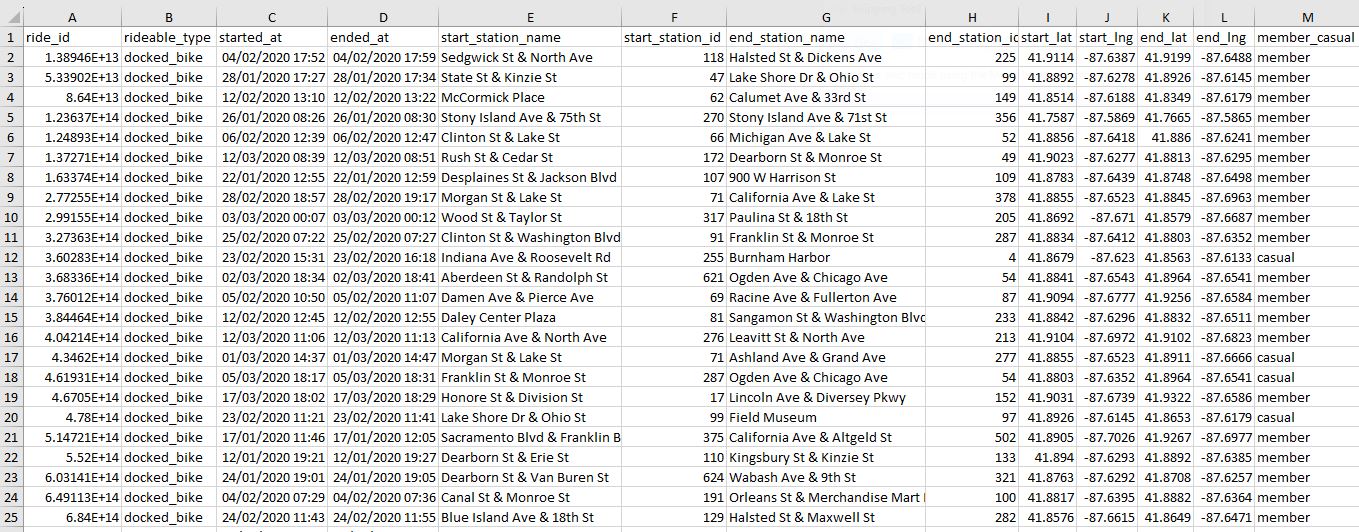 A B C D E F G H I J K L M
1 ride_id rideable_type started_at ended_at start_station_name start_station_id end_station_name end_station_id start_lat start_lng end_lat end_lng member_casual
2 1.38946E+13 docked_bike 04/02/2020 17:52 04/02/2020 17:59 Sedgwick St & North Ave 118 Halsted St & Dickens Ave 225 41.9114 -87.6387 41.9199 -87.6488 member
3 5.33902E+13 docked_bike 28/01/2020 17:27 28/01/2020 17:34 State St & Kinzie St 47 Lake Shore Dr & Ohio St 99 41.8892 -87.6278 41.8926 -87.6145 member
4 8.64E+13 docked_bike 12/02/2020 13:10 12/02/2020 13:22 McCormick Place 62 Calumet Ave & 33rd St 149 41.8514 -87.6188 41.8349 -87.6179 member
5 1.23637E+14 docked_bike 26/01/2020 08:26 26/01/2020 08:30 Stony Island Ave & 75th St 270 Stony Island Ave & 71st St 356 41.7587 -87.5869 41.7665 -87.5865 member
6 1.24893E+14 docked_bike 06/02/2020 12:39 06/02/2020 12:47 Clinton St & Lake St 66 Michigan Ave & Lake St 52 41.8856 -87.6418 41.886 -87.6241 member
7 1.37271E+14 docked_bike 12/03/2020 08:39 12/03/2020 08:51 Rush St & Cedar St 172 Dearborn St & Monroe St 49 41.9023 -87.6277 41.8813 -87.6295 member
8 1.63374E+14 docked_bike 22/01/2020 12:55 22/01/2020 12:59 Desplaines St & Jackson Blvd 107 900 W Harrison St 109 41.8783 -87.6439 41.8748 -87.6498 member
9 2.77255E+14 docked_bike 28/02/2020 18:57 28/02/2020 19:17 Morgan St & Lake St 71 California Ave & Lake St 378 41.8855 -87.6523 41.8845 -87.6963 member
10 2.99155E+14 docked_bike 03/03/2020 00:07 03/03/2020 00:12 Wood St & Taylor St 317 Paulina St & 18th St 205 41.8692 -87.671 41.8579 -87.6687 member
11 3.27363E+14 docked_bike 25/02/2020 07:22 25/02/2020 07:27 Clinton St & Washington Blvd 91 Franklin St & Monroe St 287 41.8834 -87.6412 41.8803 -87.6352 member
12 3.60283E+14 docked_bike 23/02/2020 15:31 23/02/2020 16:18 Indiana Ave & Roosevelt Rd 255 Burnham Harbor 4 41.8679 -87.623 41.8563 -87.6133 casual
13 3.68336E+14 docked_bike 02/03/2020 18:34 02/03/2020 18:41 Aberdeen St & Randolph St 621 Ogden Ave & Chicago Ave 54 41.8841 -87.6543 41.8964 -87.6541 member
14 3.76012E+14 docked_bike 05/02/2020 10:50 05/02/2020 11:07 Damen Ave & Pierce Ave 69 Racine Ave & Fullerton Ave 87 41.9094 -87.6777 41.9256 -87.6584 member
15 3.84464E+14 docked_bike 12/02/2020 12:45 12/02/2020 12:55 Daley Center Plaza 81 Sangamon St & Washington Blvd 233 41.8842 -87.6296 41.8832 -87.6511 member
16 4.04214E+14 docked_bike 12/03/2020 11:06 12/03/2020 11:13 California Ave & North Ave 276 Leavitt St & North Ave 213 41.9104 -87.6972 41.9102 -87.6823 member
17 4.3462E+14 docked_bike 01/03/2020 14:37 01/03/2020 14:47 Morgan St & Lake St 71 Ashland Ave & Grand Ave 277 41.8855 -87.6523 41.8911 -87.6666 casual
18 4.61931E+14 docked_bike 05/03/2020 18:17 05/03/2020 18:31 Franklin St & Monroe St 287 Ogden Ave & Chicago Ave 54 41.8803 -87.6352 41.8964 -87.6541 casual
19 4.6705E+14 docked_bike 17/03/2020 18:02 17/03/2020 18:29 Honore St & Division St 17 Lincoln Ave & Diversey Pkwy 152 41.9031 -87.6739 41.9322 -87.6586 member
20 4.78E+14 docked_bike 23/02/2020 11:21 23/02/2020 11:41 Lake Shore Dr & Ohio St 99 Field Museum 97 41.8926 -87.6145 41.8653 -87.6179 casual
21 5.14721E+14 docked_bike 17/01/2020 11:46 17/01/2020 12:05 Sacramento Blvd & Franklin B 375 California Ave & Altgeld St 502 41.8905 -87.7026 41.9267 -87.6977 member
22 5.52E+14 docked_bike 12/01/2020 19:21 12/01/2020 19:27 Dearborn St & Erie St 110 Kingsbury St & Kinzie St 133 41.894 -87.6293 41.8892 -87.6385 member
23 6.03141E+14 docked_bike 24/01/2020 19:01 24/01/2020 19:05 Dearborn St & Van Buren St 624 Wabash Ave & 9th St 321 41.8763 -87.6292 41.8708 -87.6257 member
24 6.49113E+14 docked_bike 04/02/2020 07:29 04/02/2020 07:36 Canal St & Monroe St 191 Orleans St & Merchandise Mart 100 41.8817 -87.6395 41.8882 -87.6364 member
25 6.84E+14 docked_bike 24/02/2020 11:43 24/02/2020 11:55 Blue Island Ave & 18th St 129 Halsted St & Maxwell St 282 41.8576 -87.6615 41.8649 -87.6471 member